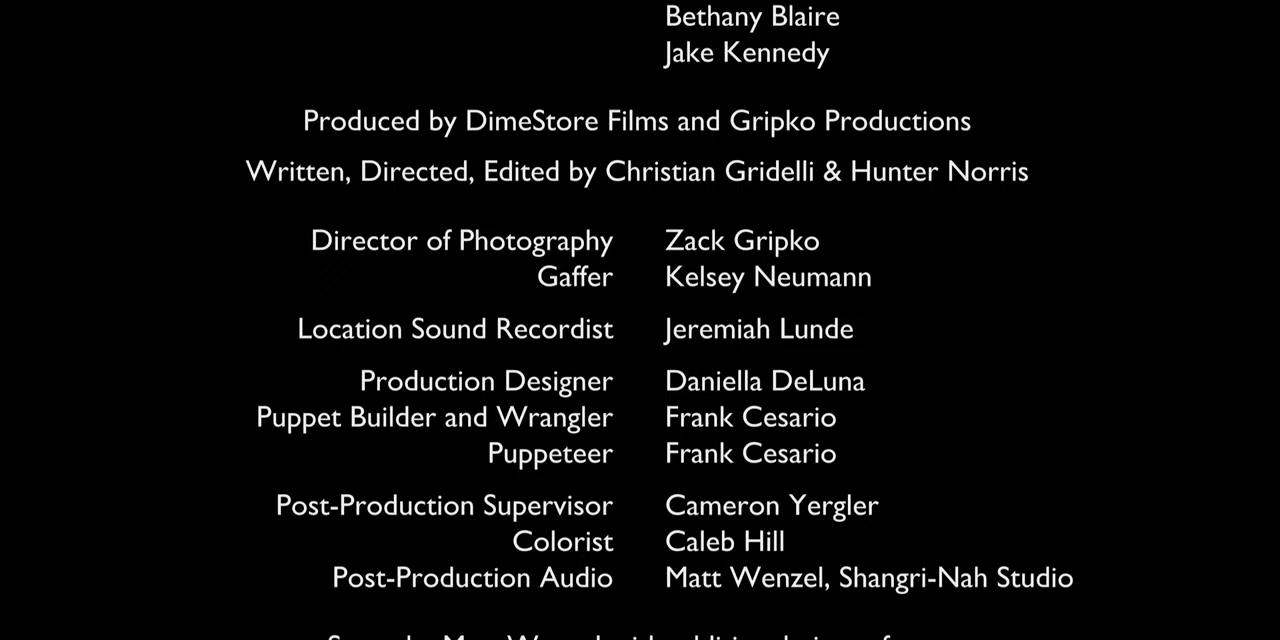 Bethany Blaire
Jake Kennedy
Produced by DimeStore Films and Gripko Productions
Written, Directed, Edited by Christian Gridelli & Hunter Norris
Director of Photography Zack Gripko
Gaffer Kelsey Neumann
Location Sound Recordist Jeremiah Lunde
Production Designer Daniella DeLuna
Puppet Builder and Wrangler Frank Cesario
Puppeteer Frank Cesario
Post-Production Supervisor Cameron Yergler
Colorist Caleb Hill
Post-Production Audio Matt Wenzel, Shangri-Nah Studio